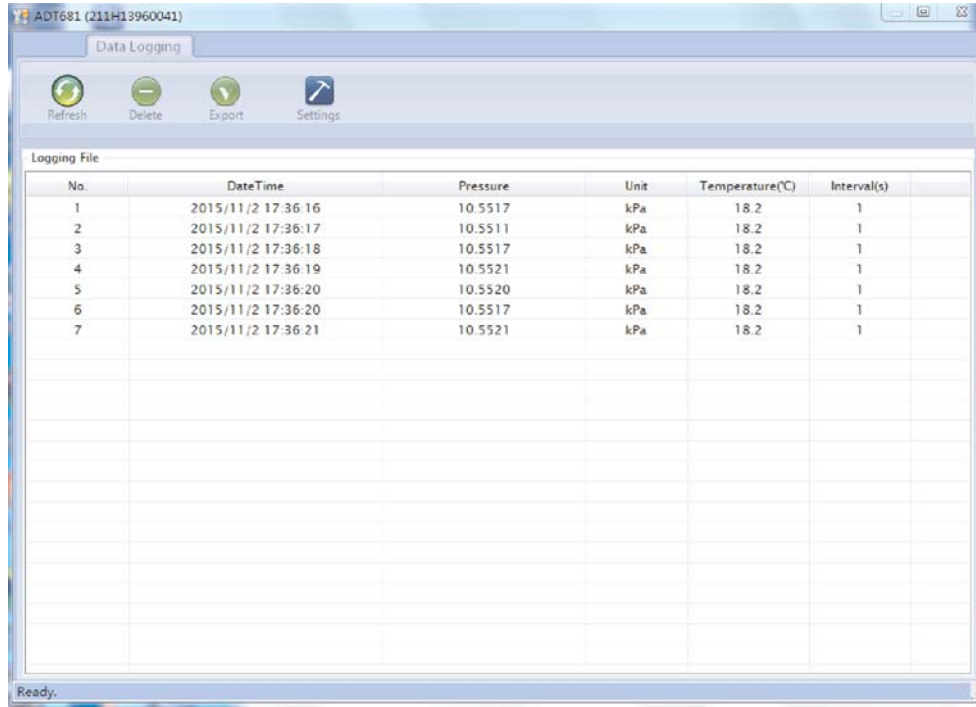 ADT681 (211H13960041)
Data Logging
Refresh Delete Export Settings
Logging File
No. DateTime Pressure Unit Temperature(℃) Interval(s)
1 2015/11/2 17:36:16 10.5517 kPa 18.2 1
2 2015/11/2 17:36:17 10.5511 kPa 18.2 1
3 2015/11/2 17:36:18 10.5517 kPa 18.2 1
4 2015/11/2 17:36:19 10.5521 kPa 18.2 1
5 2015/11/2 17:36:20 10.5520 kPa 18.2 1
6 2015/11/2 17:36:20 10.5517 kPa 18.2 1
7 2015/11/2 17:36:21 10.5521 kPa 18.2 1
Ready.